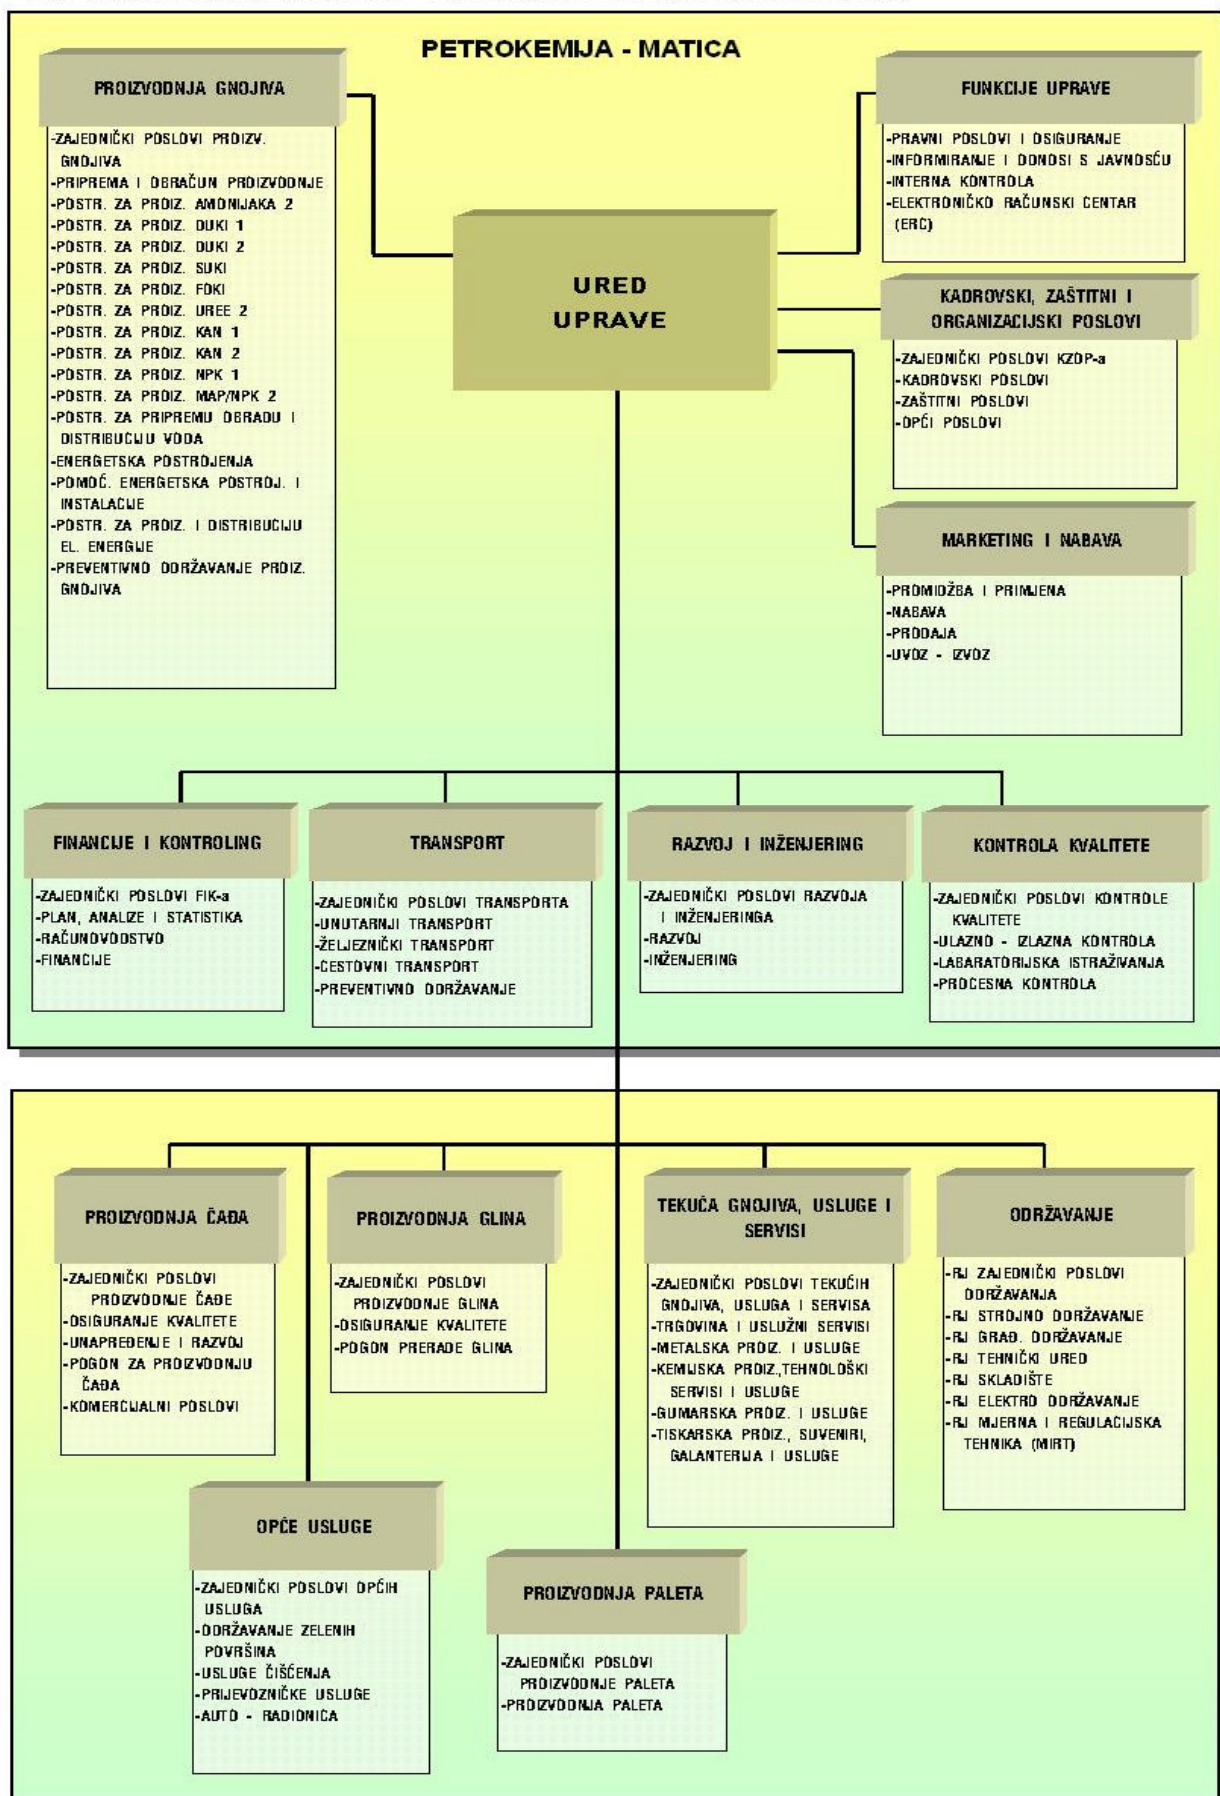 PETROKEMIJA - MATICA
PROIZVODNJA GNOJIVA
-ZAJEDNIČKI POSLOVI PROIZV.
GNOJIVA
-PRIPREMA I OBRAČUN PROIZVODNJE
-POSTR. ZA PROIZ. AMONIJAKA 2
-POSTR. ZA PROIZ. DUKI 1
-POSTR. ZA PROIZ. DUKI 2
-POSTR. ZA PROIZ. SUKI
-POSTR. ZA PROIZ. FOKI
-POSTR. ZA PROIZ. UREE 2
-POSTR. ZA PROIZ. KAN 1
-POSTR. ZA PROIZ. KAN 2
-POSTR. ZA PROIZ. NPK 1
-POSTR. ZA PROIZ. MAP/NPK 2
-POSTR. ZA PRIPREMU OBRADU I
DISTRIBUCIJU VODA
-ENERGETSKA POSTROJENJA
-POMOĆ. ENERGETSKA POSTROJ. I
INSTALACIJE
-POSTR. ZA PROIZ. I DISTRIBUCIJU
EL. ENERGIJE
-PREVENTIVNO ODRŽAVANJE PROIZ.
GNOJIVA
URED
UPRAVE
FUNKCIJE UPRAVE
-PRAVNI POSLOVI I OSIGURANJE
-INFORMIRANJE I ODNOSI S JAVNOSĆU
-INTERNA KONTROLA
-ELEKTRONIČKO RAČUNSKI CENTAR
(ERC)
KADROVSKI, ZAŠTITNI I
ORGANIZACIJSKI POSLOVI
-ZAJEDNIČKI POSLOVI KZOP-a
-KADROVSKI POSLOVI
-ZAŠTITNI POSLOVI
-OPĆI POSLOVI
MARKETING I NABAVA
-PROMIDŽBA I PRIMJENA
-NABAVA
-PRODAJA
-UVOZ - IZVOZ
FINANCIJE I KONTROLING
-ZAJEDNIČKI POSLOVI FIK-a
-PLAN, ANALIZE I STATISTIKA
-RAČUNOVODSTVO
-FINANCIJE
TRANSPORT
-ZAJEDNIČKI POSLOVI TRANSPORTA
-UNUTARNJI TRANSPORT
-ŽELJEZNIČKI TRANSPORT
-CESTOVNI TRANSPORT
-PREVENTIVNO ODRŽAVANJE
RAZVOJ I INŽENJERING
-ZAJEDNIČKI POSLOVI RAZVOJA
I INŽENJERINGA
-RAZVOJ
-INŽENJERING
KONTROLA KVALITETE
-ZAJEDNIČKI POSLOVI KONTROLE
KVALITETE
-ULAZNO - IZLAZNA KONTROLA
-LABARATORIJSKA ISTRAŽIVANJA
-PROCESNA KONTROLA
PROIZVODNJA ČAĐA
-ZAJEDNIČKI POSLOVI
PROIZVODNJE ČAĐE
-OSIGURANJE KVALITETE
-UNAPREĐENJE I RAZVOJ
-POGON ZA PROIZVODNJU
ČAĐA
-KOMERCIJALNI POSLOVI
PROIZVODNJA GLINA
-ZAJEDNIČKI POSLOVI
PROIZVODNJE GLINA
-OSIGURANJE KVALITETE
-POGON PRERADE GLINA
TEKUĆA GNOJIVA, USLUGE I
SERVISI
-ZAJEDNIČKI POSLOVI TEKUĆIH
GNOJIVA, USLUGA I SERVISA
-TRGOVINA I USLUŽNI SERVISI
-METALSKA PROIZ. I USLUGE
-KEMIJSKA PROIZ.,TEHNOLOŠKI
SERVISI I USLUGE
-GUMARSKA PROIZ. I USLUGE
-TISKARSKA PROIZ., SUVENIRI,
GALANTERIJA I USLUGE
ODRŽAVANJE
-RJ ZAJEDNIČKI POSLOVI
ODRŽAVANJA
-RJ STROJNO ODRŽAVANJE
-RJ GRAĐ. ODRŽAVANJE
-RJ TEHNIČKI URED
-RJ SKLADIŠTE
-RJ ELEKTRO ODRŽAVANJE
-RJ MJERNA I REGULACIJSKA
TEHNIKA (MIRT)
OPĆE USLUGE
-ZAJEDNIČKI POSLOVI OPĆIH
USLUGA
-ODRŽAVANJE ZELENIH
POVRŠINA
-USLUGE ČIŠĆENJA
-PRIJEVOZNIČKE USLUGE
-AUTO - RADIONICA
PROIZVODNJA PALETA
-ZAJEDNIČKI POSLOVI
PROIZVODNJE PALETA
-PROIZVODNJA PALETA